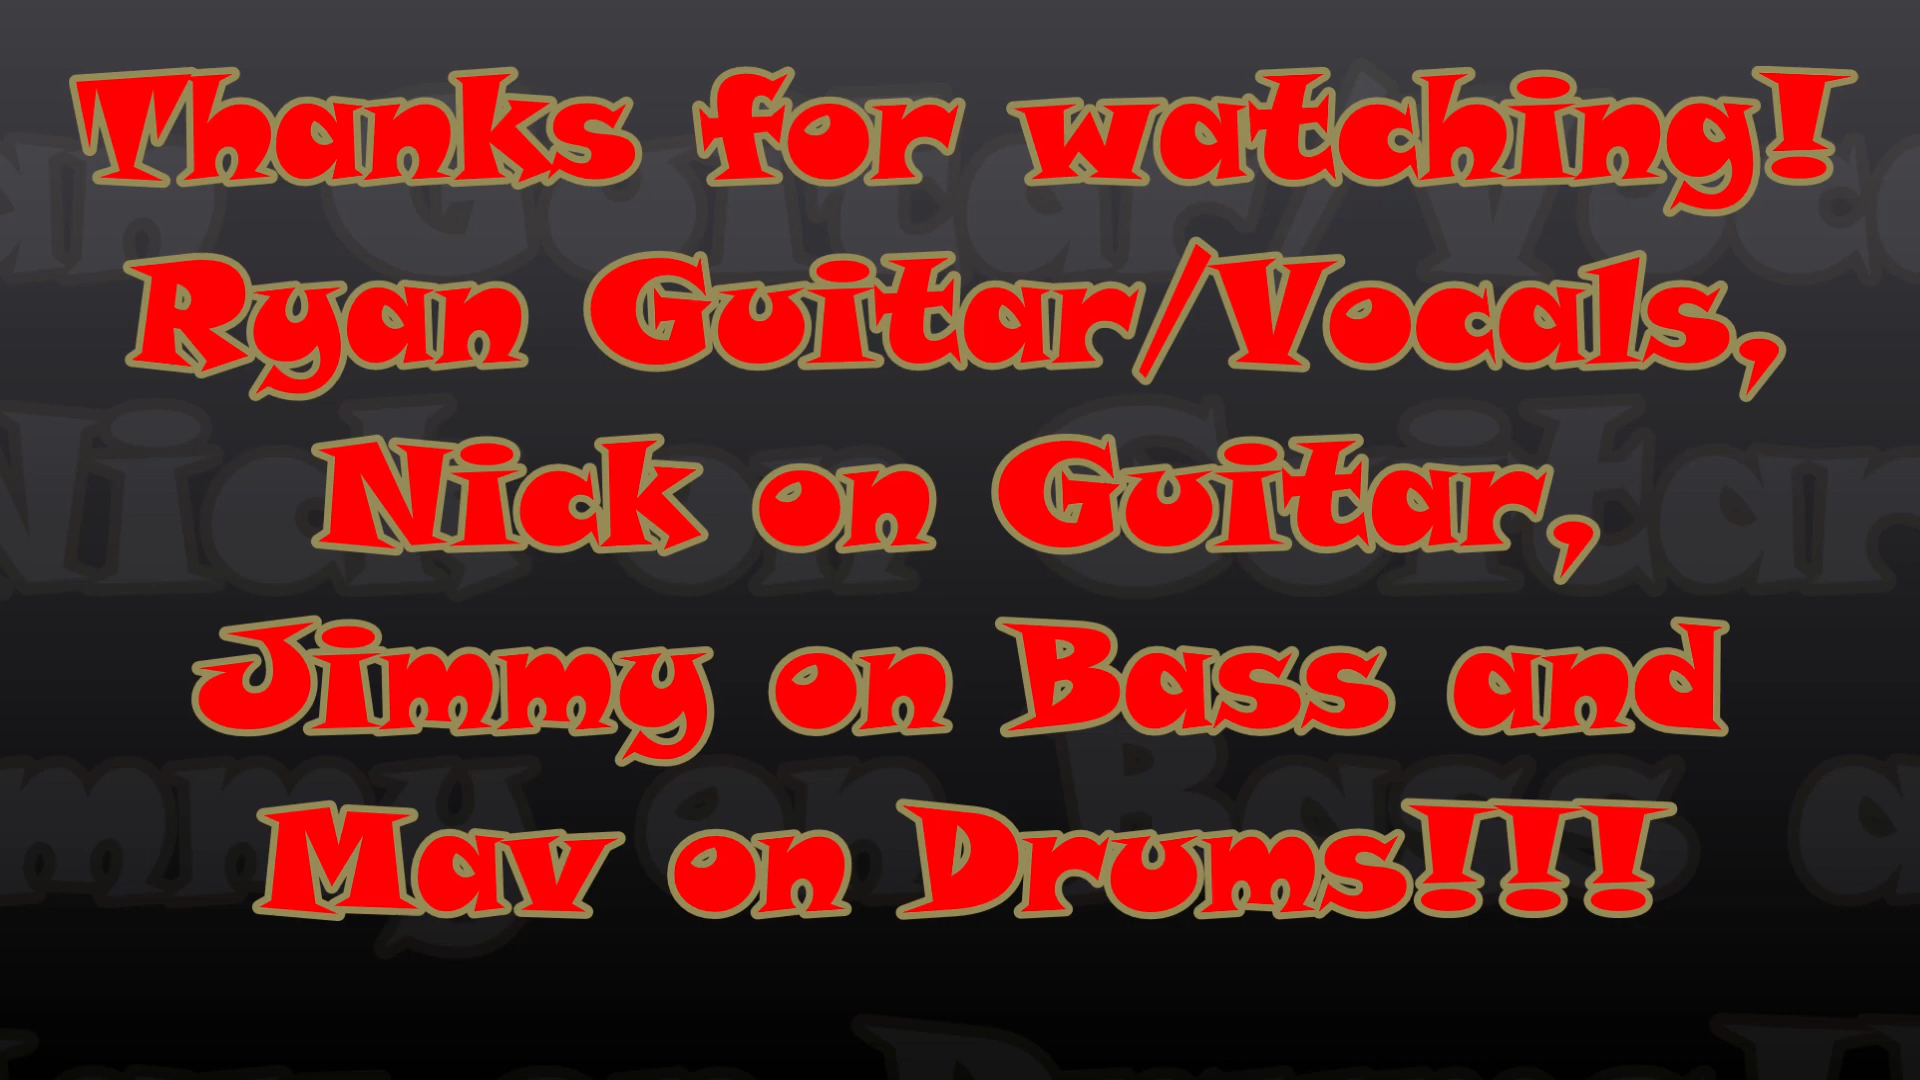 Thanks for watching!
Ryan Guitar/Vocals,
Nick on Guitar,
Jimmy on Bass and
Mav on Drums!!!